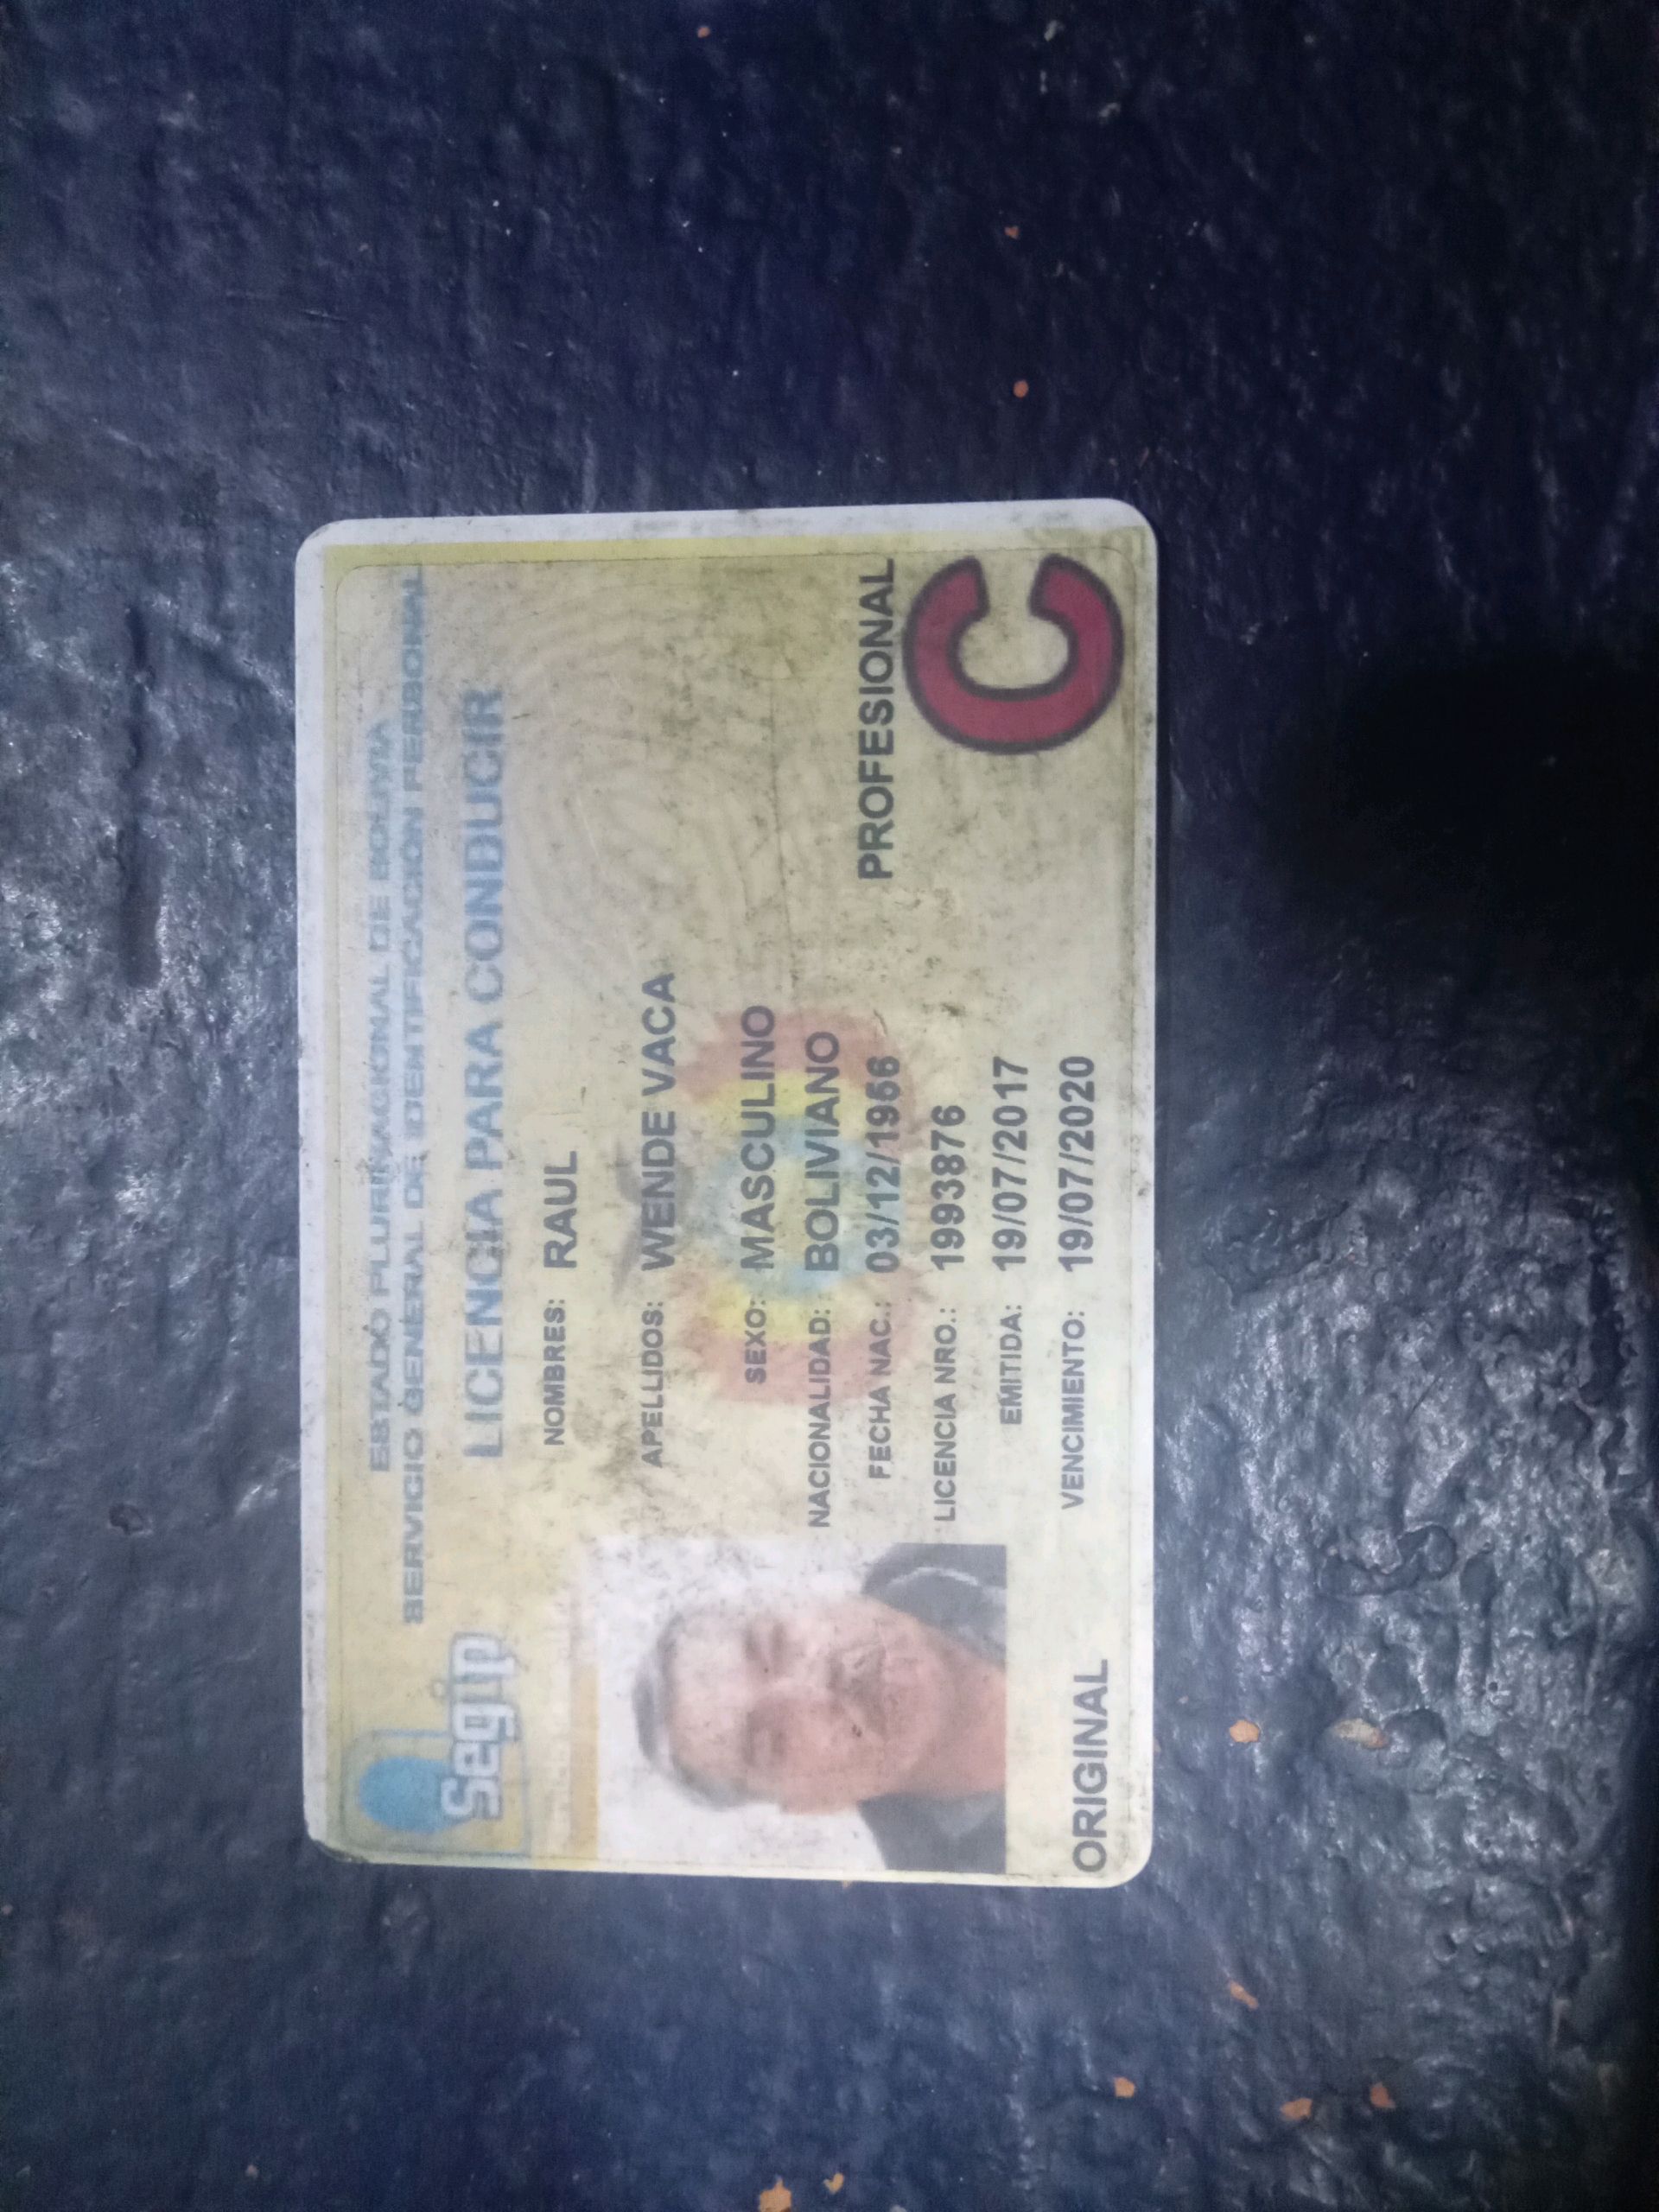 ESTADO PLURINACIONAL DE BOLIVIA
SERVICIO GENERAL DE IDENTIFICACIÓN PERSONAL
Segip
LICENCIA PARA CONDUCIR
NOMBRES: RAUL
APELLIDOS: WENDE VACA
SEXO: MASCULINO
NACIONALIDAD: BOLIVIANO
FECHA NAC.: 03/12/1966
LICENCIA NRO.: 1993876
EMITIDA: 19/07/2017
VENCIMIENTO: 19/07/2020
PROFESIONAL
C
ORIGINAL